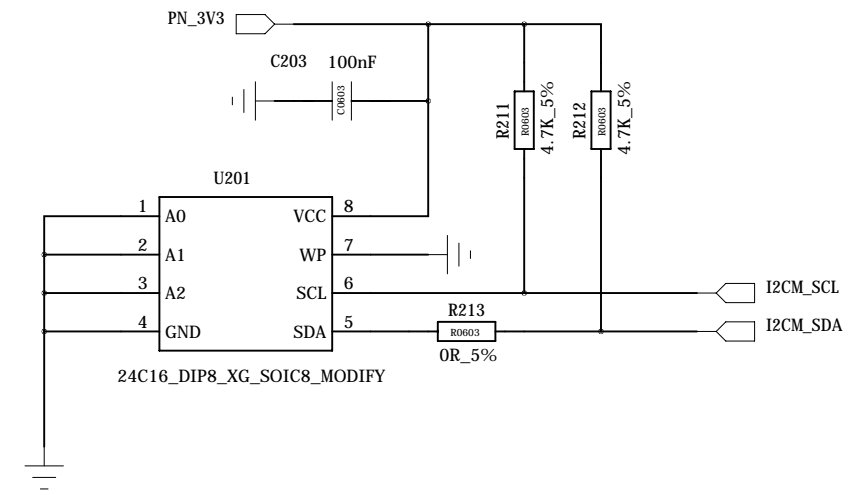 PN_3V3
C203 100nF
C0603
R211
R0603
4.7K_5%
R212
R0603
4.7K_5%
U201
1 A0 VCC 8
2 A1 WP 7
3 A2 SCL 6
4 GND SDA 5
I2CM_SCL
R213
R0603
0R_5%
I2CM_SDA
24C16_DIP8_XG_SOIC8_MODIFY